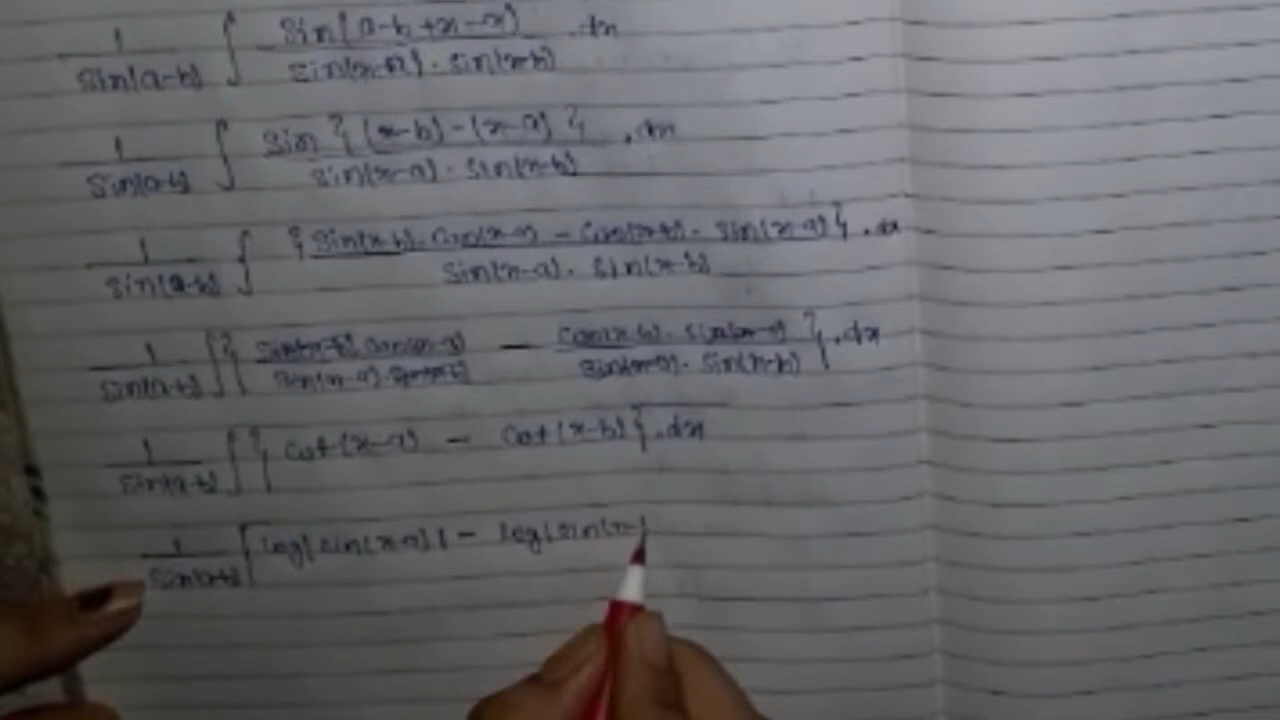 1/sin(a-b) ∫ sin(a-b+x-x)/sin(x-a).sin(x-b) .dx
1/sin(a-b) ∫ sin{(x-b)-(x-a)}/sin(x-a).sin(x-b) .dx
1/sin(a-b) ∫ {sin(x-b).cos(x-a) - cos(x-b).sin(x-a)}/sin(x-a).sin(x-b) .dx
1/sin(a-b) ∫{ sin(x-b).cos(x-a)/sin(x-a).sin(x-b) - cos(x-b).sin(x-a)/sin(x-a).sin(x-b) }.dx
1/sin(a-b) ∫{ cot(x-a) - cot(x-b)}.dx
1/sin(a-b) [log|sin(x-a)| - log|sin(x-